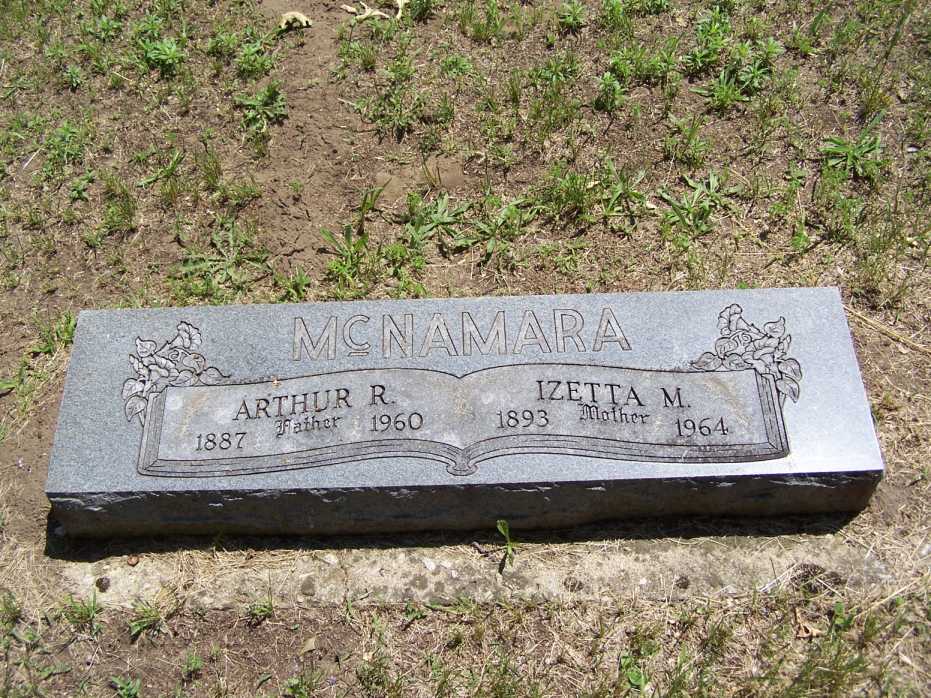 McNAMARA
ARTHUR R.
1887 Father 1960
IZETTA M.
1893 Mother 1964